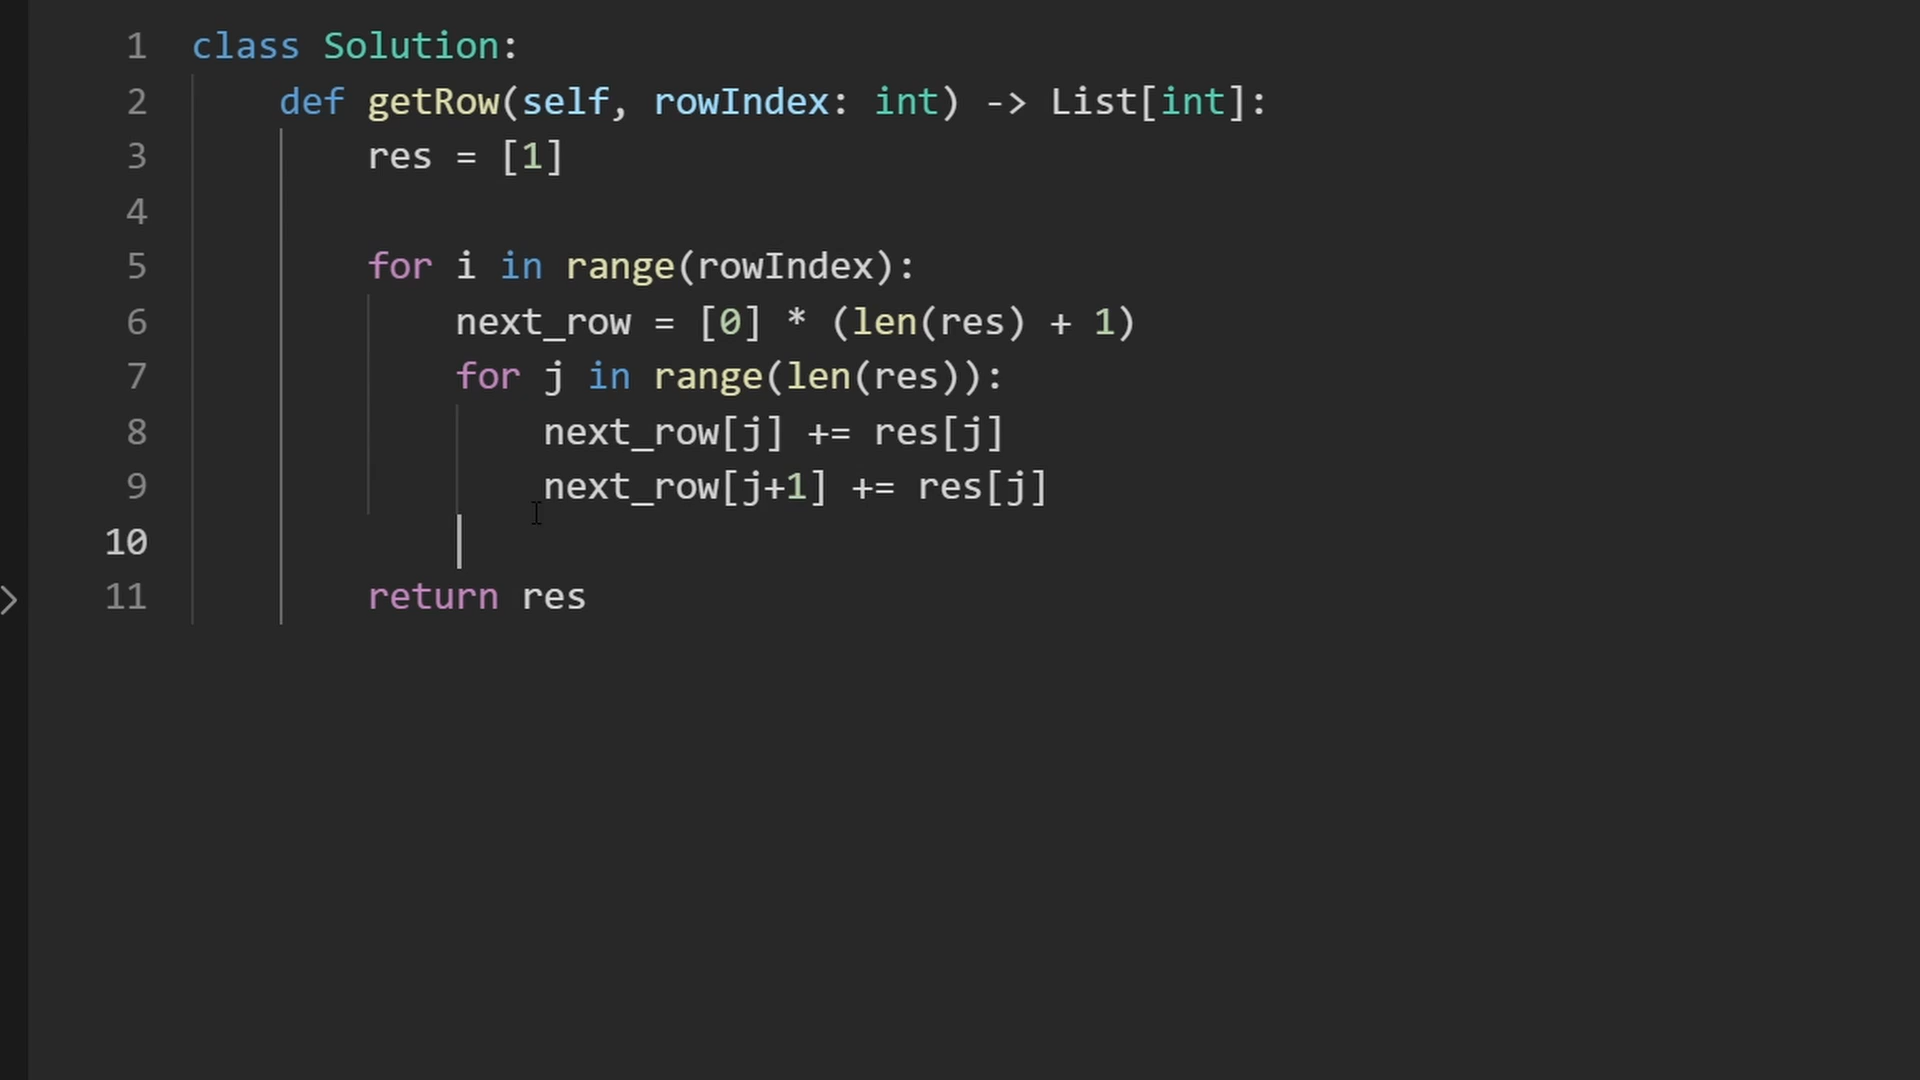 1 class Solution:
2 def getRow(self, rowIndex: int) -> List[int]:
3 res = [1]
4
5 for i in range(rowIndex):
6 next_row = [0] * (len(res) + 1)
7 for j in range(len(res)):
8 next_row[j] += res[j]
9 next_row[j+1] += res[j]
10
11 return res